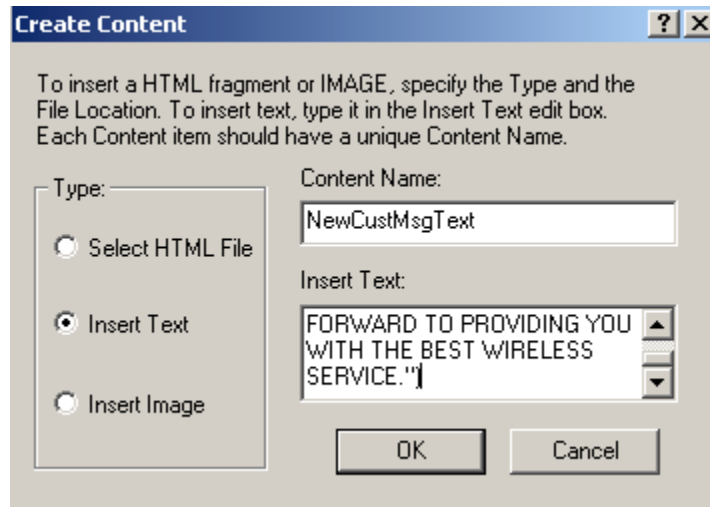 Create Content
To insert a HTML fragment or IMAGE, specify the Type and the
File Location. To insert text, type it in the Insert Text edit box.
Each Content item should have a unique Content Name.
Type:
Select HTML File
Insert Text
Insert Image
Content Name:
NewCustMsgText
Insert Text:
FORWARD TO PROVIDING YOU
WITH THE BEST WIRELESS
SERVICE.")
OK
Cancel